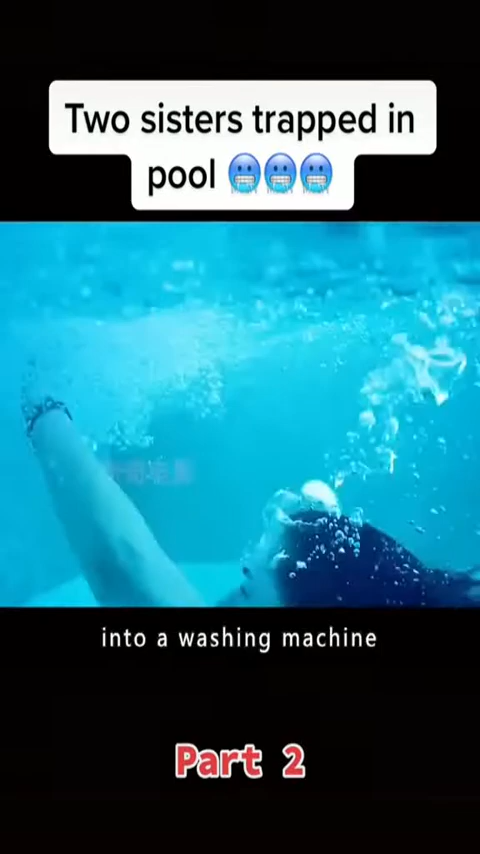 Two sisters trapped in
pool 🥶🥶🥶
into a washing machine
Part 2